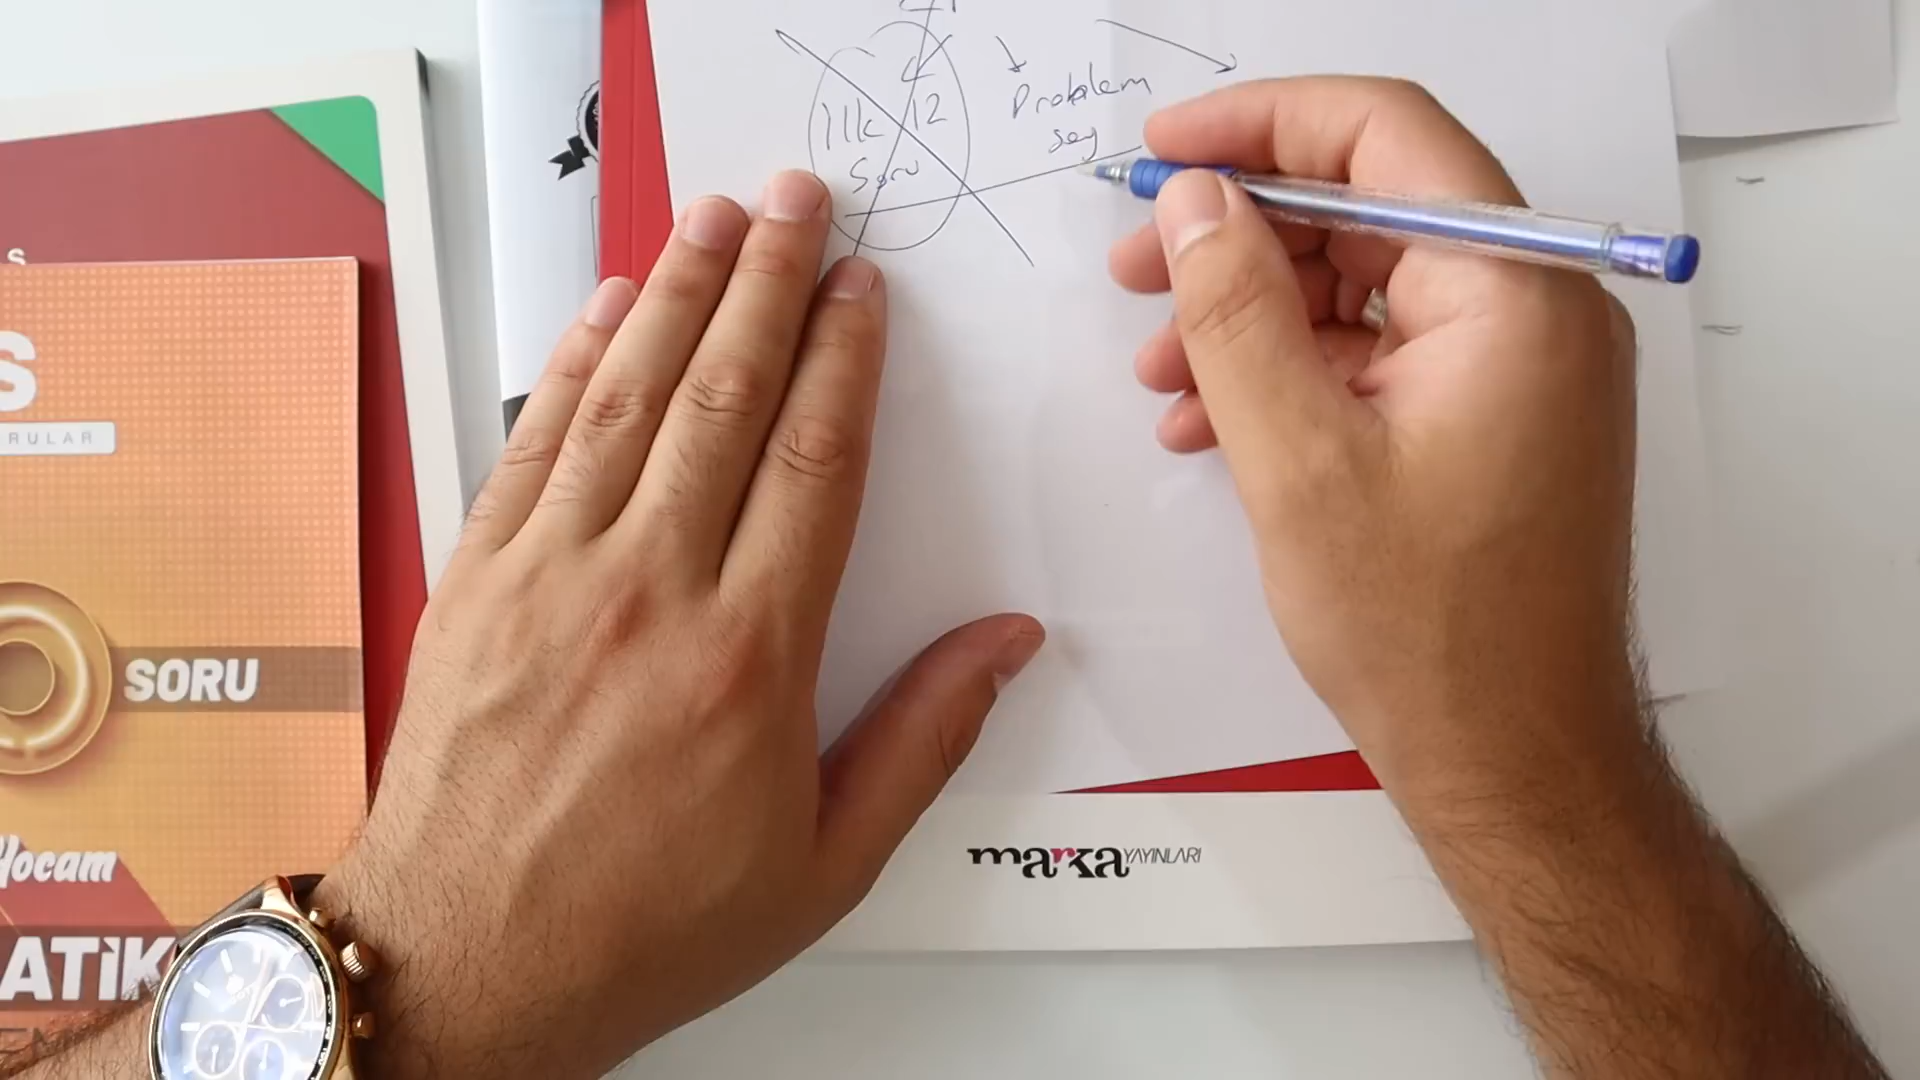 İlk 12
Soru
Problem
say
S
S
RULAR
SORU
Hocam
ATİK
marka YAYINLARI